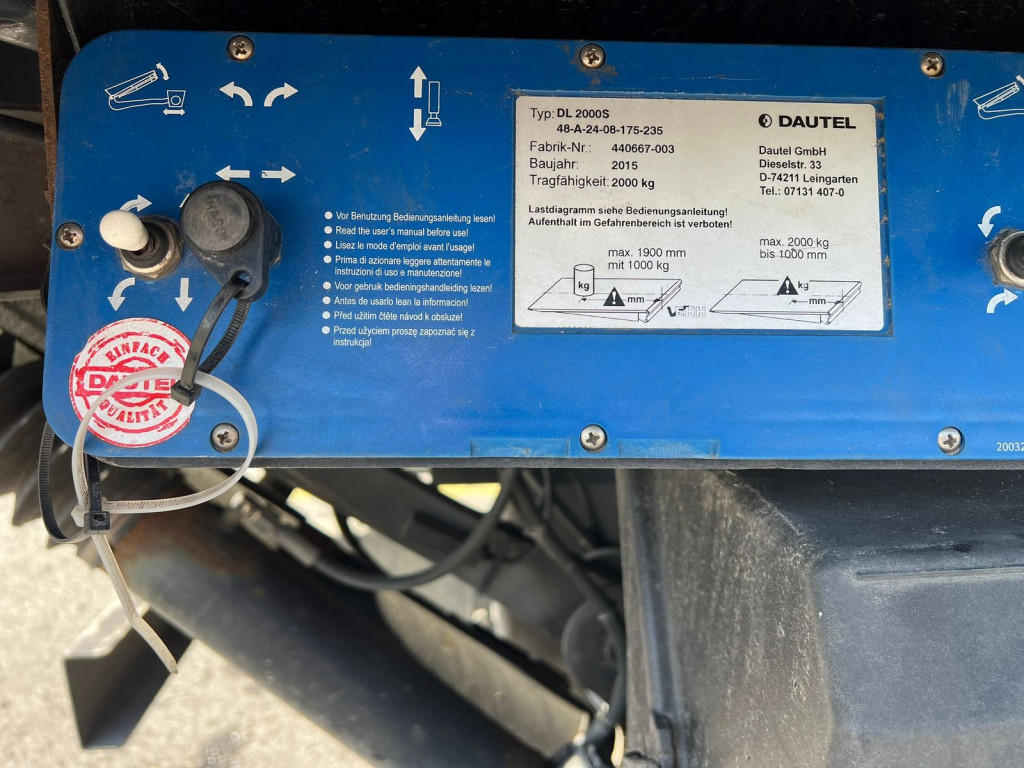 Typ: DL 2000S
48-A-24-08-175-235
Fabrik-Nr.: 440667-003
Baujahr: 2015
Tragfähigkeit: 2000 kg
DAUTEL
Dautel GmbH
Dieselstr. 33
D-74211 Leingarten
Tel.: 07131 407-0
Lastdiagramm siehe Bedienungsanleitung!
Aufenthalt im Gefahrenbereich ist verboten!
max. 1900 mm
mit 1000 kg
kg
mm
max. 2000 kg
bis 1000 mm
kg
mm
Vor Benutzung Bedienungsanleitung lesen!
Read the user's manual before use!
Lisez le mode d'emploi avant l'usage!
Prima di azionare leggere attentamente le
instruzioni di uso e manutenzione!
Voor gebruik bedieningshandleiding lezen!
Antes de usarlo lean la informacion!
Před užitim čtěte návod k obsluze!
Przed użyciem proszę zapoznać się z
instrukcja!
EINFACH
DAUTEL
QUALITÄT
20032